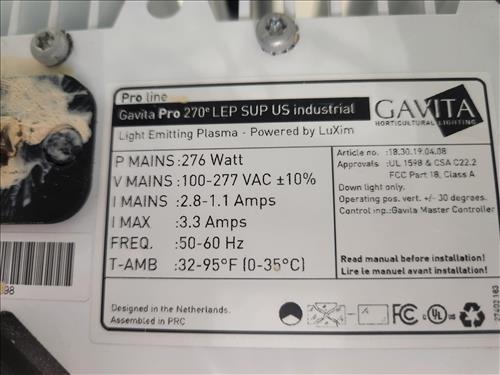 Pro line
Gavita Pro 270e LEP SUP US industrial
Light Emitting Plasma - Powered by LuXim
GAVITA
HORTICULTURAL LIGHTING
P MAINS :276 Watt
V MAINS :100-277 VAC ±10%
I MAINS :2.8-1.1 Amps
I MAX :3.3 Amps
FREQ. :50-60 Hz
T-AMB :32-95°F (0-35°C)
Article no. :18.30.19.04.08
Approvals :UL 1598 & CSA C22.2
FCC Part 18, Class A
Down light only.
Operating pos. vert. +/- 30 degrees.
Controling.:Gavita Master Controller
Read manual before installation!
Lire le manuel avant installation!
Designed in the Netherlands.
Assembled in PRC
FC
c UL us
98